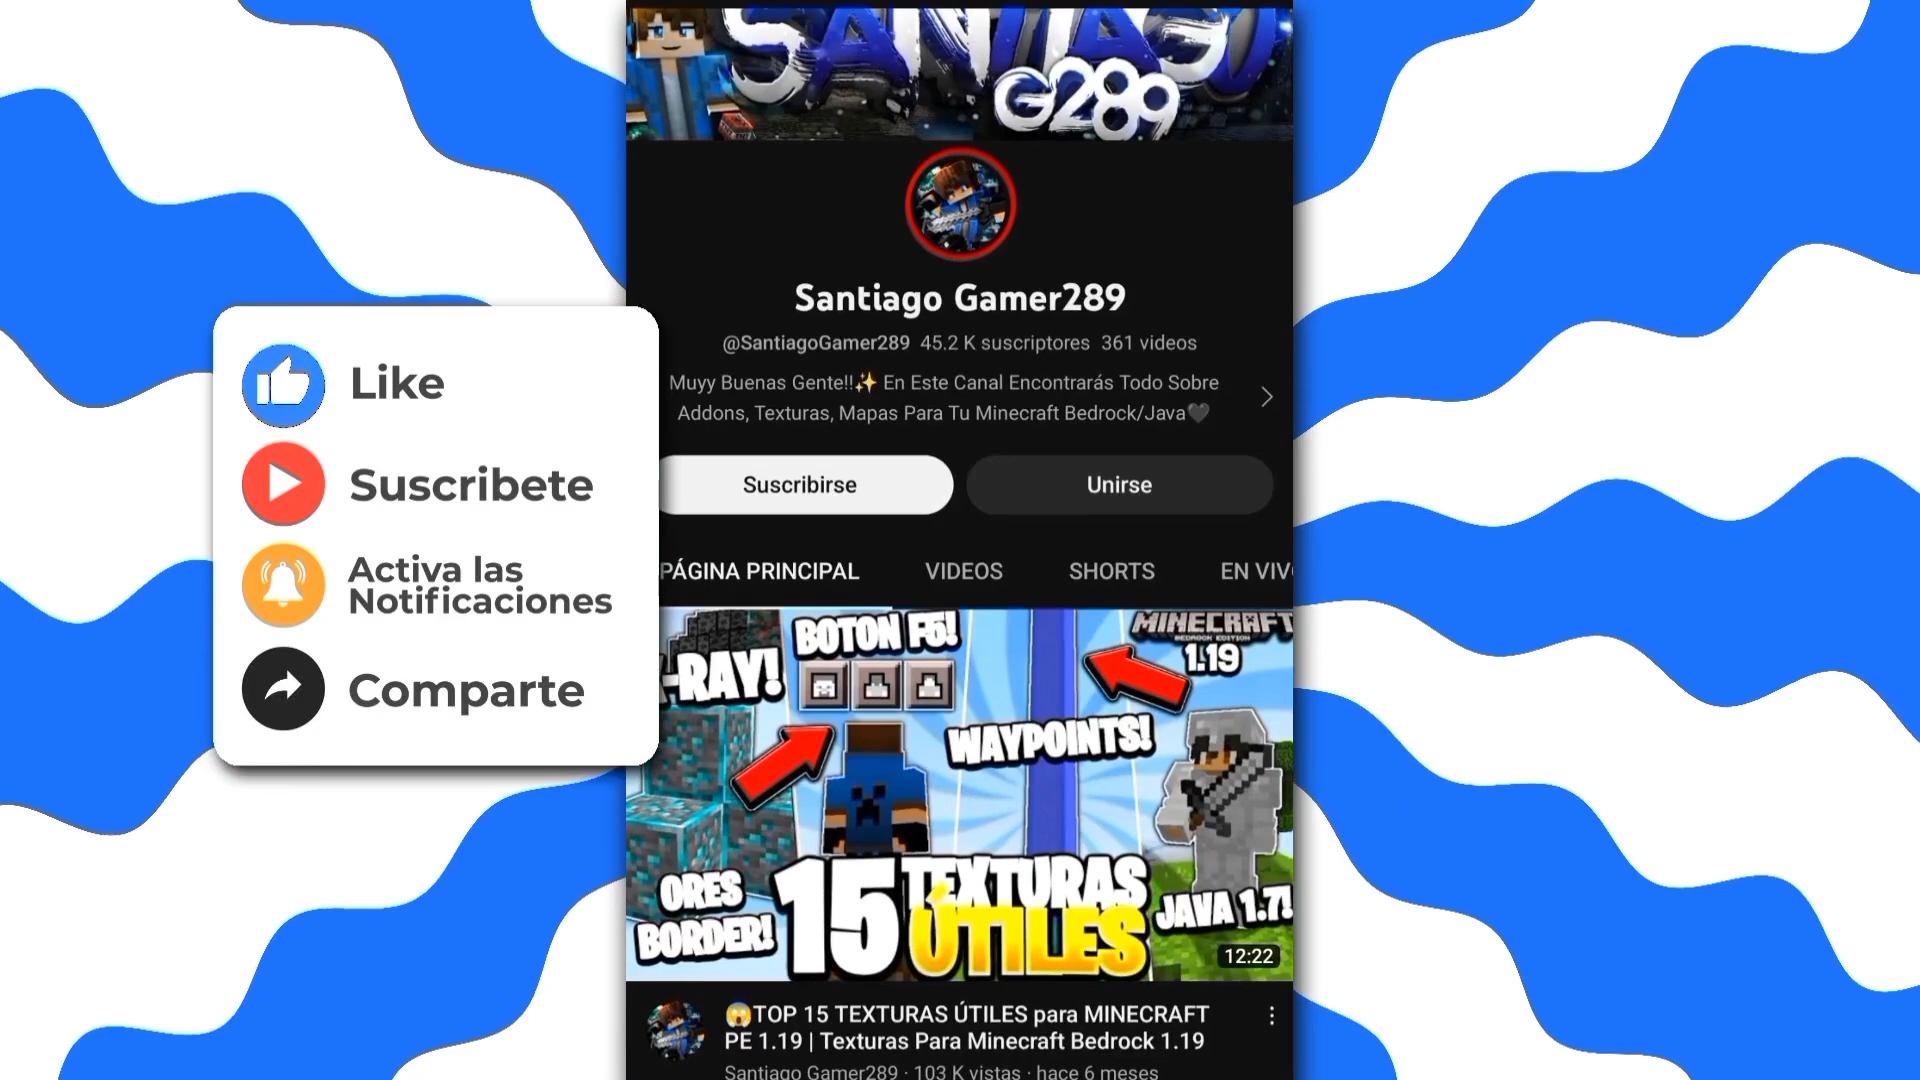 SANTIAGO
G289
Santiago Gamer289
@SantiagoGamer289 45.2 K suscriptores 361 videos
Muyy Buenas Gente!!✨ En Este Canal Encontrarás Todo Sobre
Addons, Texturas, Mapas Para Tu Minecraft Bedrock/Java🖤
Suscribirse
Unirse
Like
Suscribete
Activa las
Notificaciones
Comparte
PÁGINA PRINCIPAL
VIDEOS
SHORTS
EN VIV
-RAY!
BOTON F5!
MINECRAFT
BEDROCK EDITION
1.19
WAYPOINTS!
ORES
BORDER!
15 TEXTURAS
ÚTILES
JAVA 1.7!
12:22
😱TOP 15 TEXTURAS ÚTILES para MINECRAFT
PE 1.19 | Texturas Para Minecraft Bedrock 1.19
Santiago Gamer289 · 103 K vistas · hace 6 meses